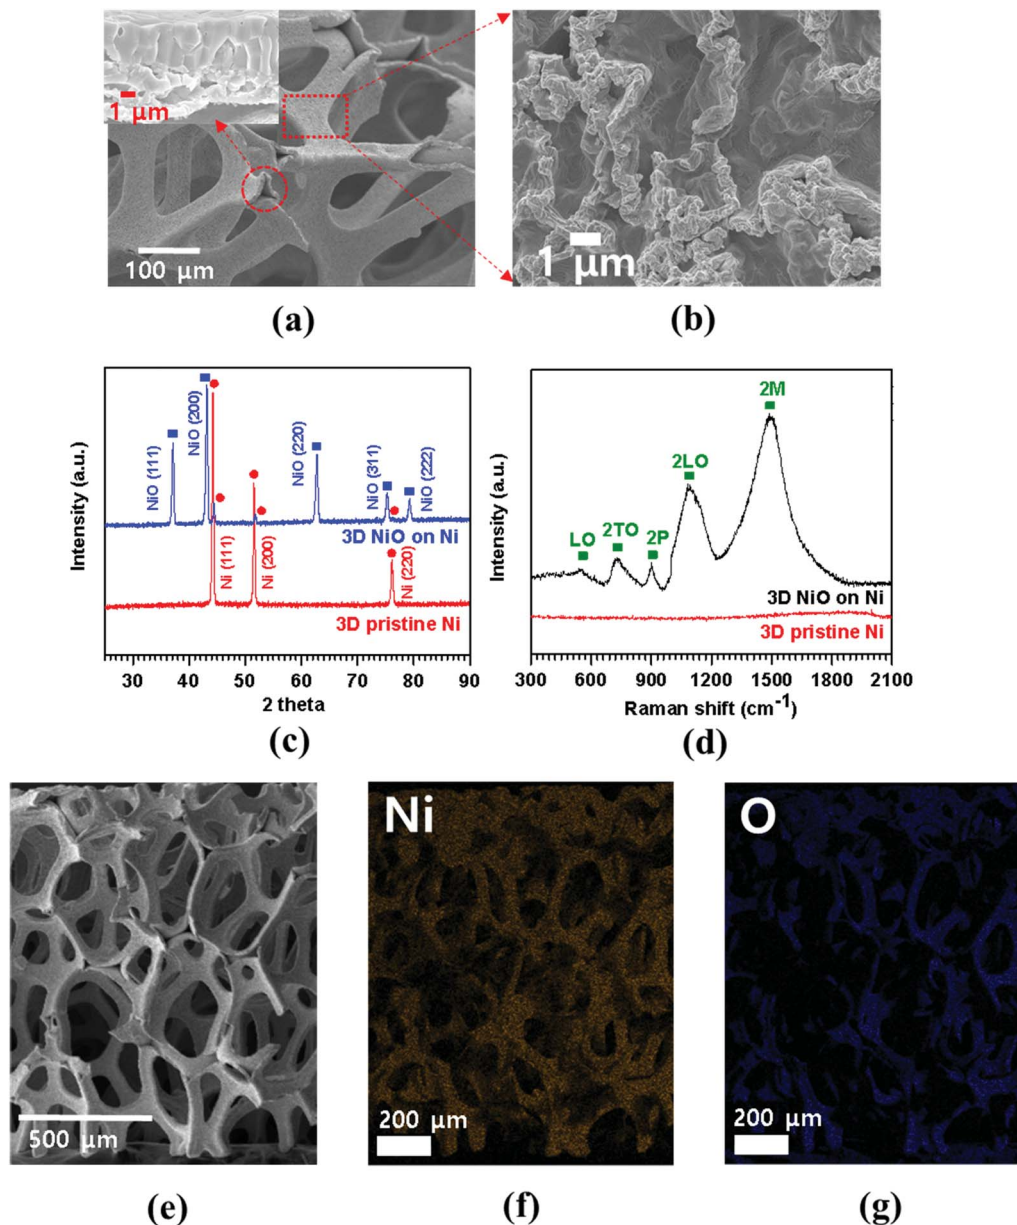 1 μm
100 μm
(a)
1 μm
(b)
Intensity (a.u.)
NiO (111)
NiO (200)
NiO (220)
NiO (311)
NiO (222)
3D NiO on Ni
Ni (111)
Ni (200)
Ni (220)
3D pristine Ni
30 40 50 60 70 80 90
2 theta
(c)
Intensity (a.u.)
LO
2TO
2P
2LO
2M
3D NiO on Ni
3D pristine Ni
300 600 900 1200 1500 1800 2100
Raman shift (cm-1)
(d)
500 μm
(e)
Ni
200 μm
(f)
O
200 μm
(g)